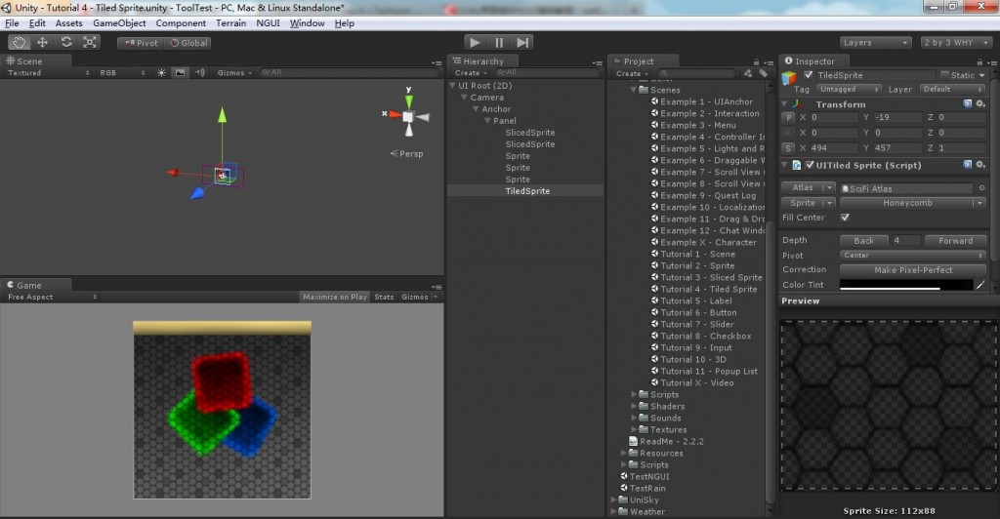 Unity - Tutorial 4 - Tiled Sprite.unity - ToolTest - PC, Mac & Linux Standalone*
File Edit Assets GameObject Component Terrain NGUI Window Help
Pivot Global Layers 2 by 3 WHY
Scene
Textured RGB Gizmos All
y
x
Persp
Game
Free Aspect Maximize on Play Stats Gizmos
Hierarchy
Create All
UI Root (2D)
Camera
Anchor
Panel
SlicedSprite
SlicedSprite
Sprite
Sprite
Sprite
TiledSprite
Project
Create
Scenes
Example 1 - UIAnchor
Example 2 - Interaction
Example 3 - Menu
Example 4 - Controller In
Example 5 - Lights and R
Example 6 - Draggable W
Example 7 - Scroll View (
Example 8 - Scroll View (
Example 9 - Quest Log
Example 10 - Localization
Example 11 - Drag & Dro
Example 12 - Chat Windo
Example X - Character
Tutorial 1 - Scene
Tutorial 2 - Sprite
Tutorial 3 - Sliced Sprite
Tutorial 4 - Tiled Sprite
Tutorial 5 - Label
Tutorial 6 - Button
Tutorial 7 - Slider
Tutorial 8 - Checkbox
Tutorial 9 - Input
Tutorial 10 - 3D
Tutorial 11 - Popup List
Tutorial X - Video
Scripts
Shaders
Sounds
Textures
ReadMe - 2.2.2
Resources
Scripts
TestNGUI
TestRain
UniSky
Weather
Inspector
TiledSprite Static
Tag Untagged Layer Default
Transform
P X 0 Y -19 Z 0
X 0 Y 0 Z 0
S X 494 Y 457 Z 1
UITiled Sprite (Script)
Atlas SciFi Atlas
Sprite Honeycomb
Fill Center
Depth Back 4 Forward
Pivot Center
Correction Make Pixel-Perfect
Color Tint
Preview
Sprite Size: 112x88